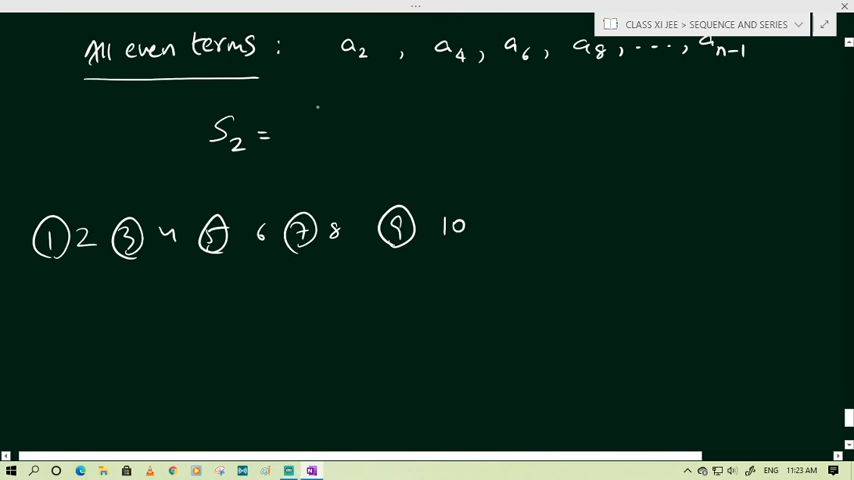 CLASS XI JEE > SEQUENCE AND SERIES
All even terms : a2 , a4 , a6 , a8 , ...., an-1
S2 =
1 2 3 4 5 6 7 8 9 10
ENG 11:23 AM